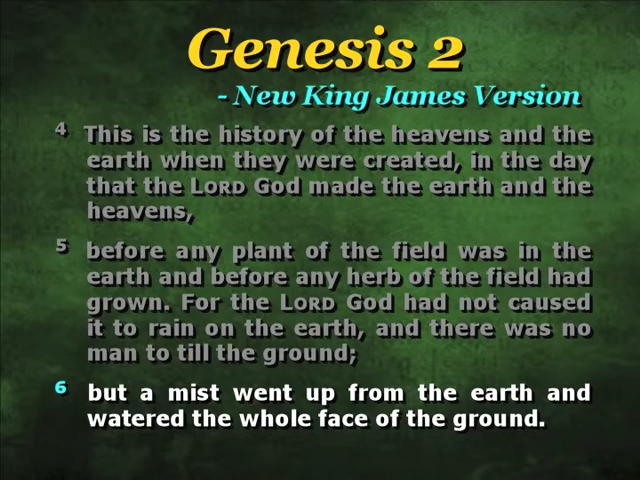 Genesis 2
- New King James Version
4 This is the history of the heavens and the
earth when they were created, in the day
that the LORD God made the earth and the
heavens,
5 before any plant of the field was in the
earth and before any herb of the field had
grown. For the LORD God had not caused
it to rain on the earth, and there was no
man to till the ground;
6 but a mist went up from the earth and
watered the whole face of the ground.